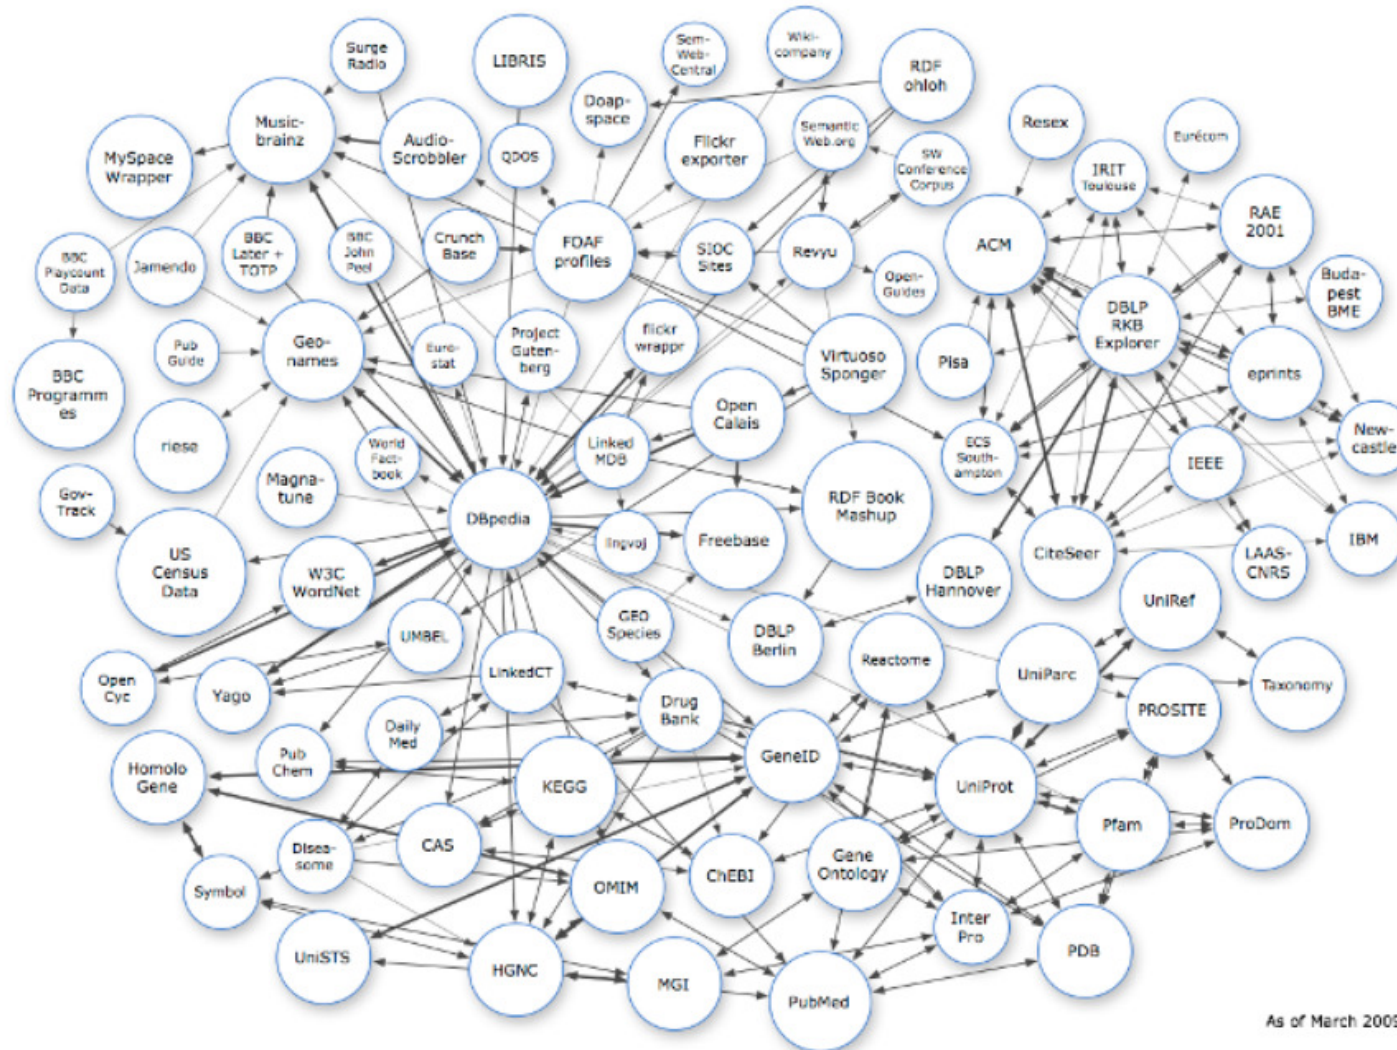 Surge
Radio
LIBRIS
Sem-
Web-
Central
Wiki-
company
RDF
ohloh
Doap-
space
Music-
brainz
Audio-
Scrobbler
QDOS
Flickr
exporter
Semantic
Web.org
SW
Conference
Corpus
Resex
Eurécom
MySpace
Wrapper
IRIT
Toulouse
RAE
2001
ACM
BBC
Playcount
Data
Jamendo
BBC
Later +
TOTP
BBC
John
Peel
Crunch
Base
FOAF
profiles
SIOC
Sites
Revyu
Open-
Guides
Buda-
pest
BME
DBLP
RKB
Explorer
Pub
Guide
Geo-
names
Euro-
stat
Project
Guten-
berg
flickr
wrappr
Virtuoso
Sponger
Pisa
eprints
BBC
Programm
es
riese
World
Fact-
book
Linked
MDB
Open
Calais
ECS
South-
ampton
IEEE
New-
castle
Gov-
Track
Magna-
tune
DBpedia
RDF Book
Mashup
lingvoj
Freebase
CiteSeer
LAAS-
CNRS
IBM
US
Census
Data
W3C
WordNet
DBLP
Hannover
UniRef
UMBEL
GEO
Species
DBLP
Berlin
Reactome
UniParc
Taxonomy
Open
Cyc
Yago
LinkedCT
Drug
Bank
PROSITE
Daily
Med
Homolo
Gene
Pub
Chem
KEGG
GeneID
UniProt
Pfam
ProDom
Disea-
some
CAS
OMIM
ChEBI
Gene
Ontology
Symbol
Inter
Pro
UniSTS
HGNC
MGI
PubMed
PDB
As of March 2009